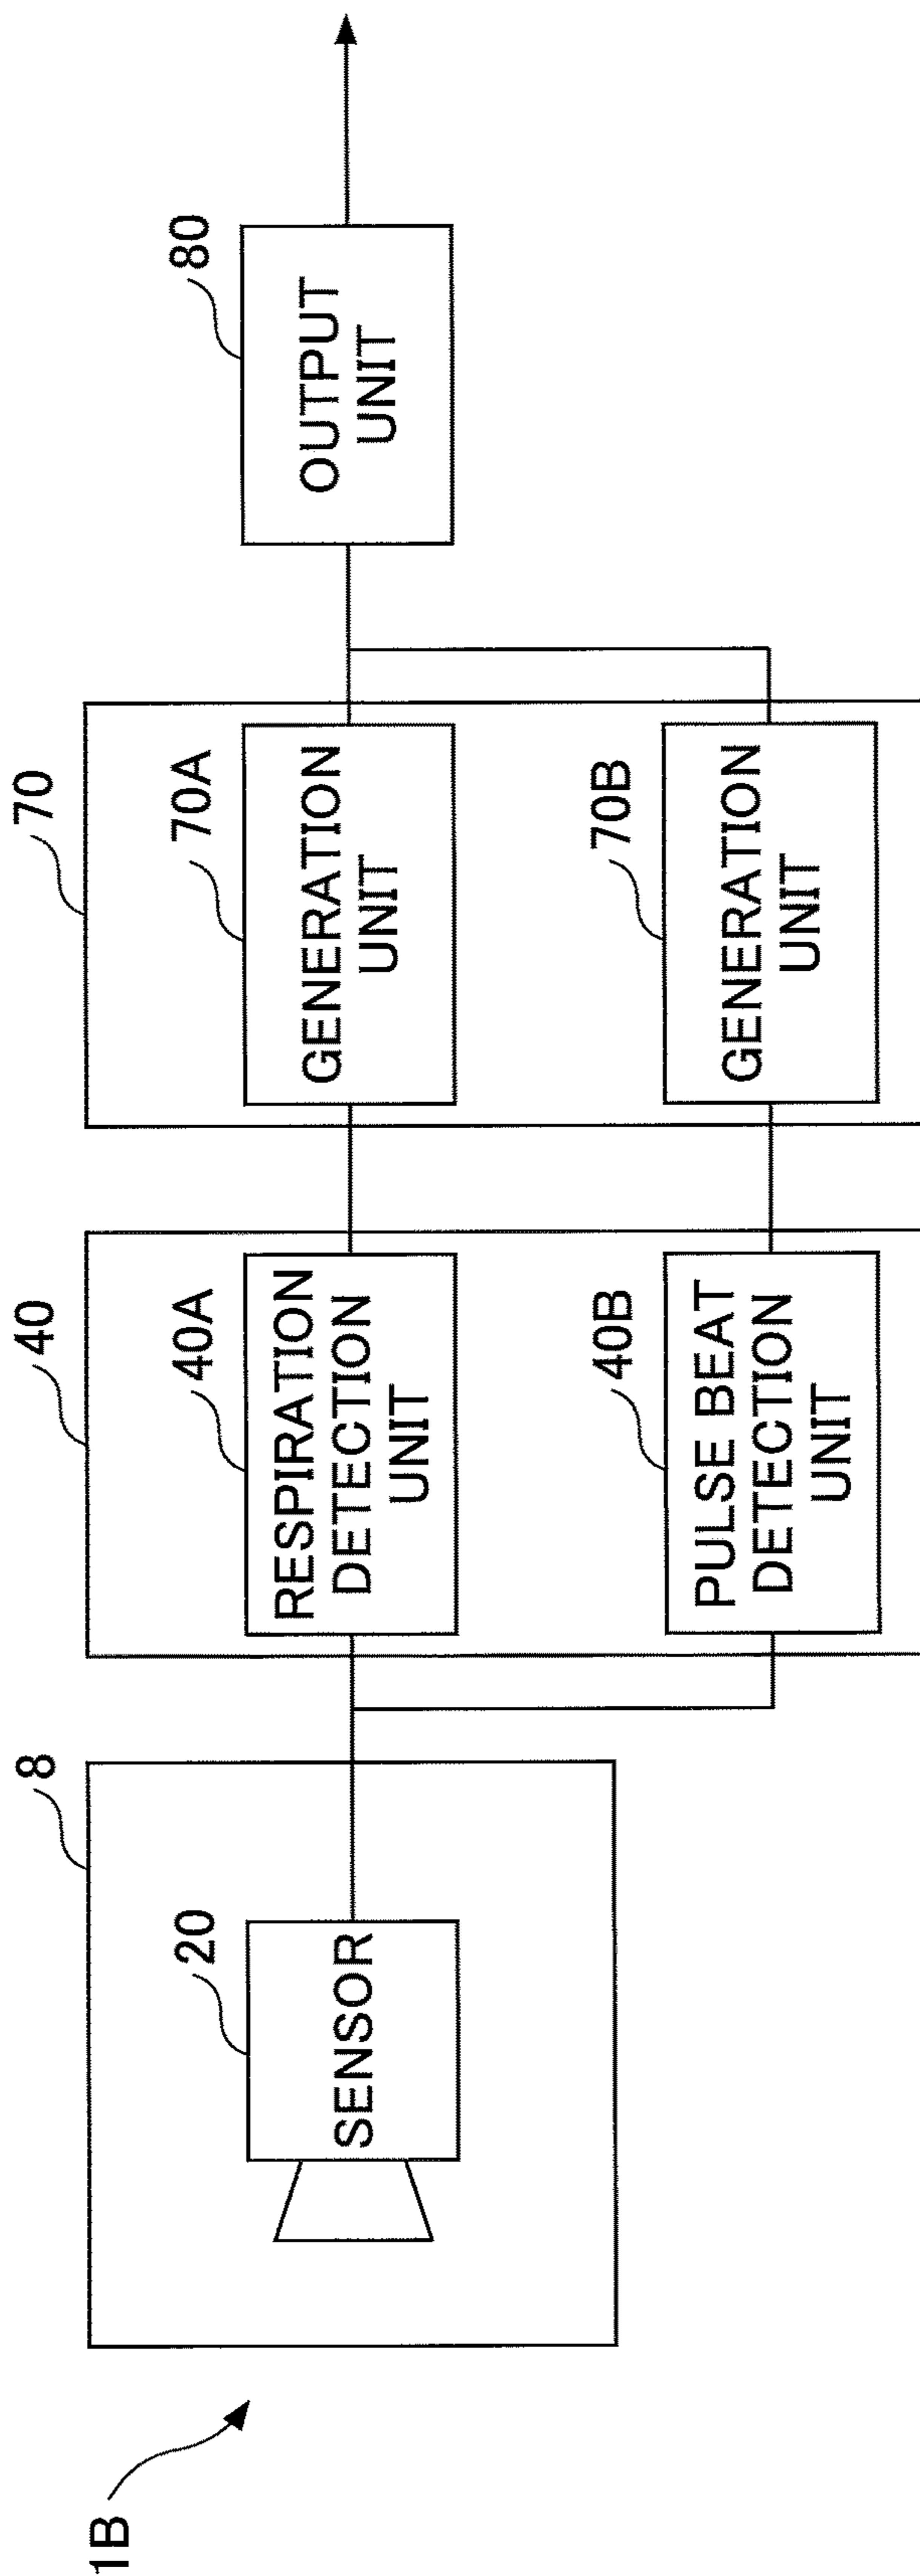 1B
8
20
SENSOR
40
40A
RESPIRATION
DETECTION
UNIT
40B
PULSE BEAT
DETECTION
UNIT
70
70A
GENERATION
UNIT
70B
GENERATION
UNIT
80
OUTPUT
UNIT